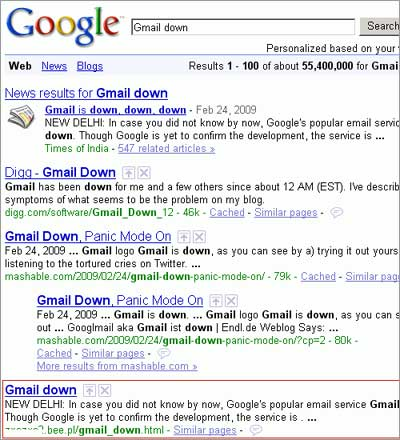 Google
Gmail down
Search
Personalized based on your
Web News Blogs Results 1 - 100 of about 55,400,000 for Gmai
News results for Gmail down
Gmail is down, down, down - Feb 24, 2009
NEW DELHI: In case you did not know by now, Google's popular email servic
down. Though Google is yet to confirm the development, the service is ...
Times of India - 547 related articles »
Digg - Gmail Down
Gmail has been down for me and a few others since about 12 AM (EST). I've describe
symptoms of what seems to be the problem on my blog.
digg.com/software/Gmail_Down_12 - 46k - Cached - Similar pages -
Gmail Down, Panic Mode On
Feb 24, 2009 ... Gmail logo Gmail is down, as you can see by a) trying it out yours
listening to the tortured cries on Twitter. ...
mashable.com/2009/02/24/gmail-down-panic-mode-on/ - 79k - Cached - Similar page
Gmail Down, Panic Mode On
Feb 24, 2009 ... Gmail is down. ... Gmail logo Gmail is down, as you can s
out ... Googlmail aka Gmail ist down | Endl.de Weblog Says: ...
mashable.com/2009/02/24/gmail-down-panic-mode-on/?cp=2 - 80k -
Cached - Similar pages -
More results from mashable.com »
Gmail down
NEW DELHI: In case you did not know by now, Google's popular email service Gmail
Though Google is yet to confirm the development, the service is . ...
.bee.pl/gmail_down.html - Similar pages -